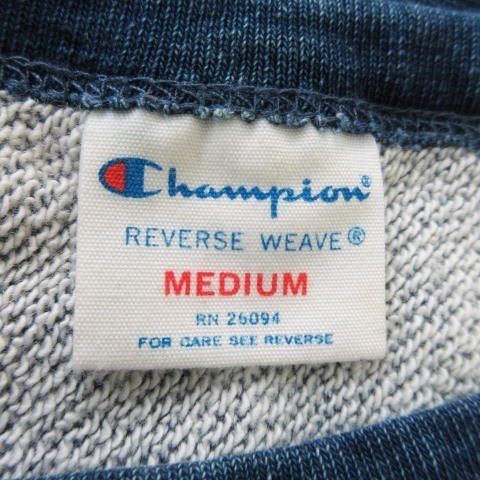 Champion®
REVERSE WEAVE®
MEDIUM
RN 26094
FOR CARE SEE REVERSE